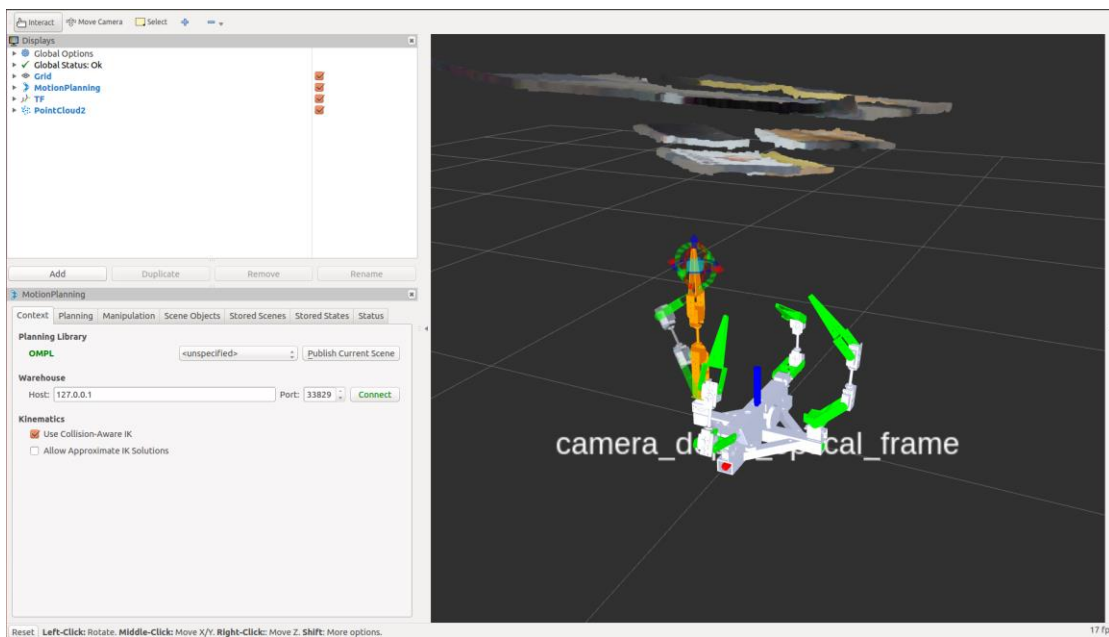 Interact Move Camera Select
Displays
Global Options
Global Status: Ok
Grid
MotionPlanning
TF
PointCloud2
Add Duplicate Remove Rename
MotionPlanning
Context Planning Manipulation Scene Objects Stored Scenes Stored States Status
Planning Library
OMPL <unspecified> Publish Current Scene
Warehouse
Host: 127.0.0.1 Port: 33829 Connect
Kinematics
Use Collision-Aware IK
Allow Approximate IK Solutions
Reset Left-Click: Rotate. Middle-Click: Move X/Y. Right-Click:: Move Z. Shift: More options. 17 fp